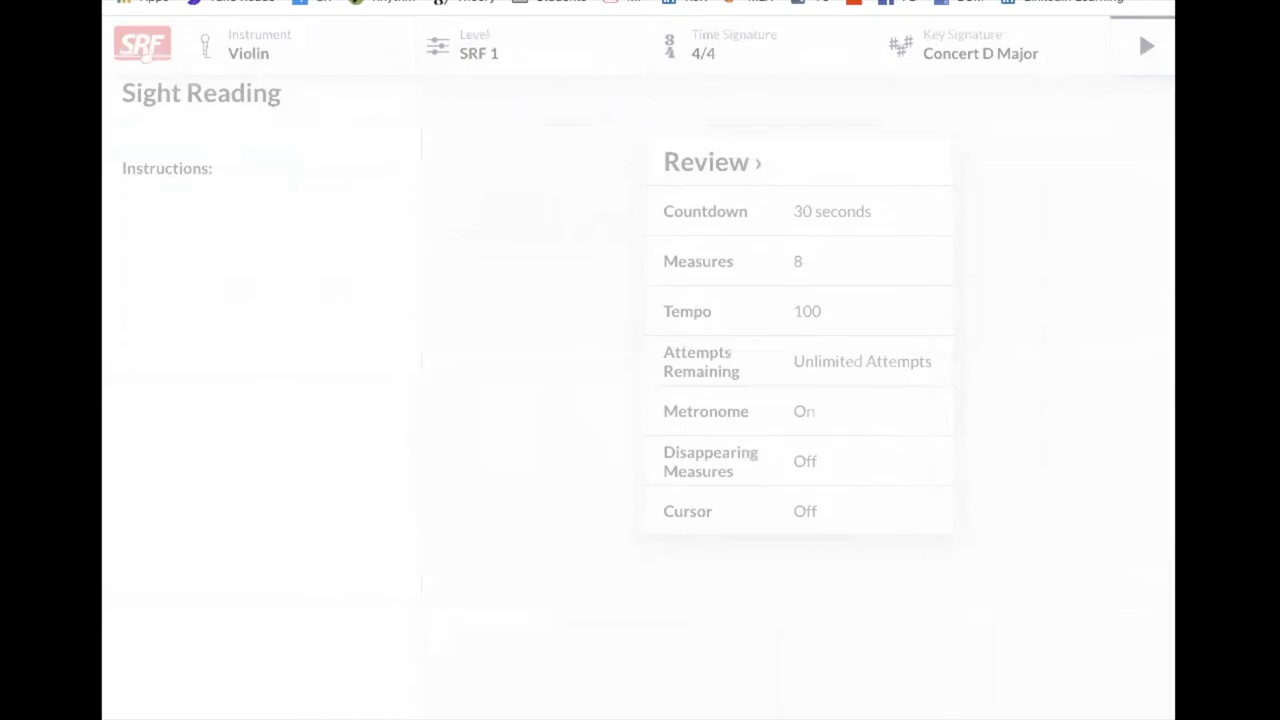 SRF
Instrument
Violin
Level
SRF 1
Time Signature
4/4
Key Signature
Concert D Major
Sight Reading
Instructions:
Review ›
Countdown 30 seconds
Measures 8
Tempo 100
Attempts Remaining Unlimited Attempts
Metronome On
Disappearing Measures Off
Cursor Off